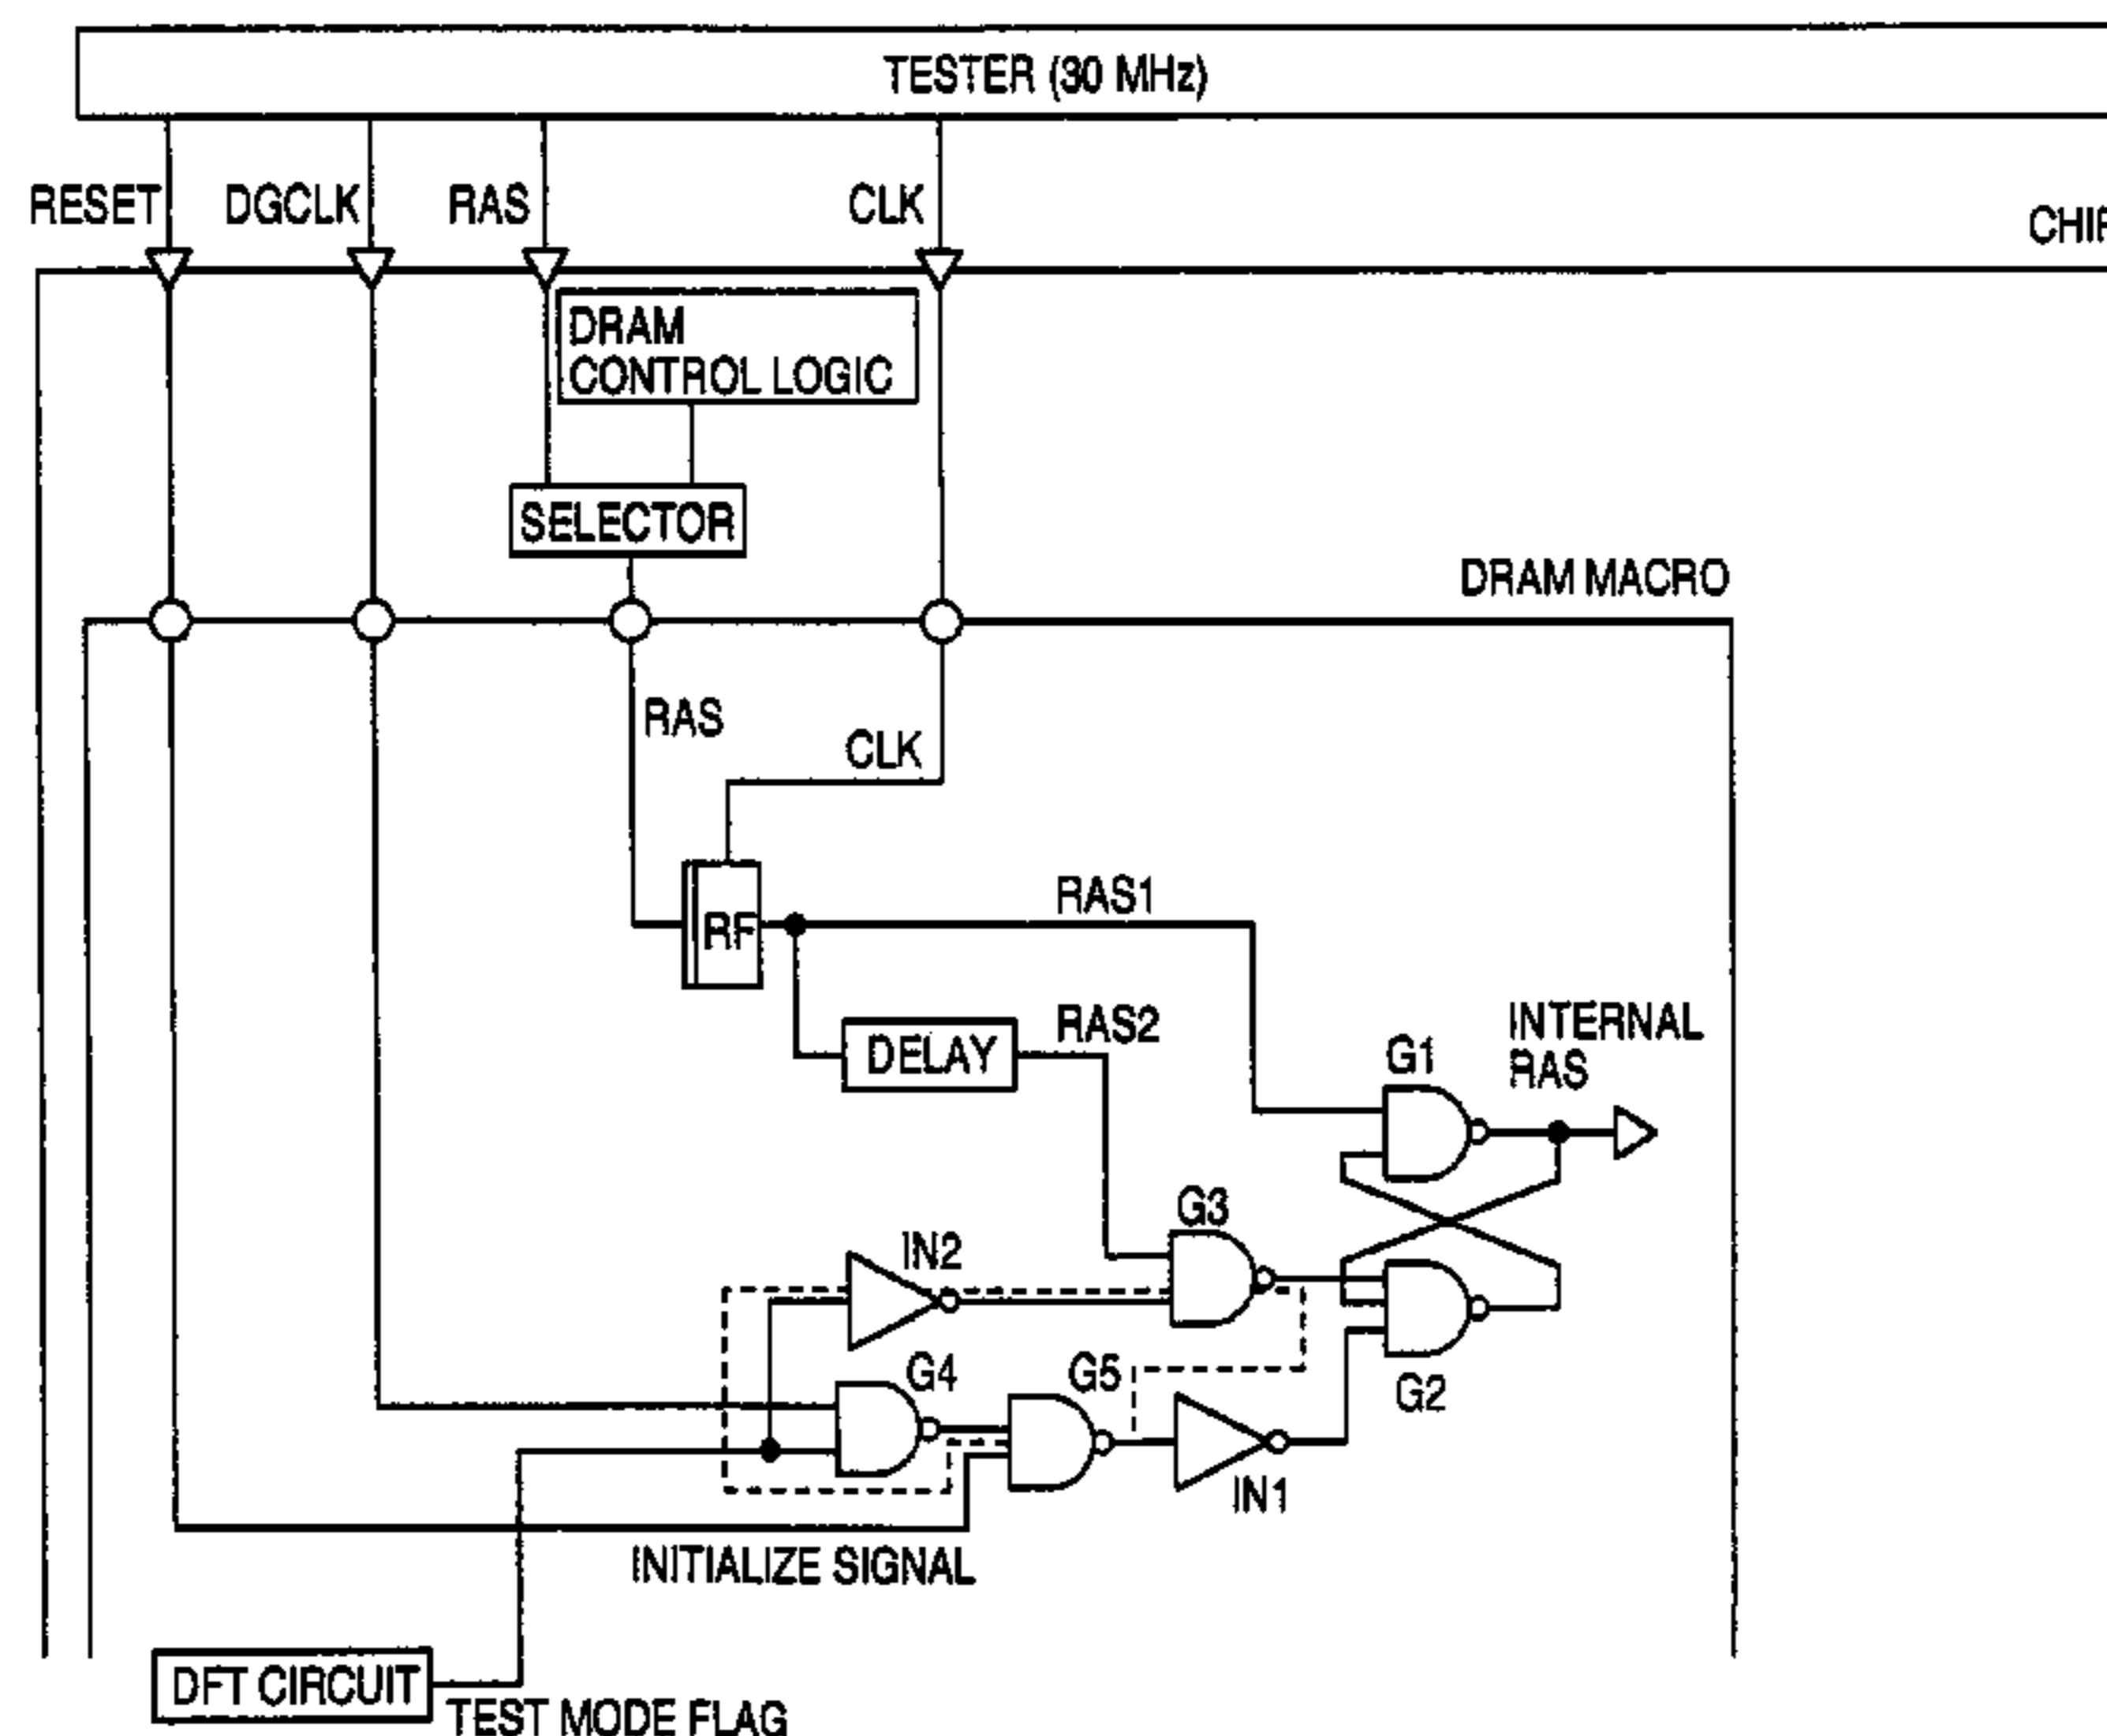 TESTER (30 MHz)
RESET
DGCLK
RAS
CLK
CHIP
DRAM
CONTROL LOGIC
SELECTOR
DRAM MACRO
RAS
CLK
RF
RAS1
DELAY
RAS2
G1
INTERNAL
RAS
G3
IN2
G4
G5
G2
IN1
INITIALIZE SIGNAL
DFT CIRCUIT
TEST MODE FLAG